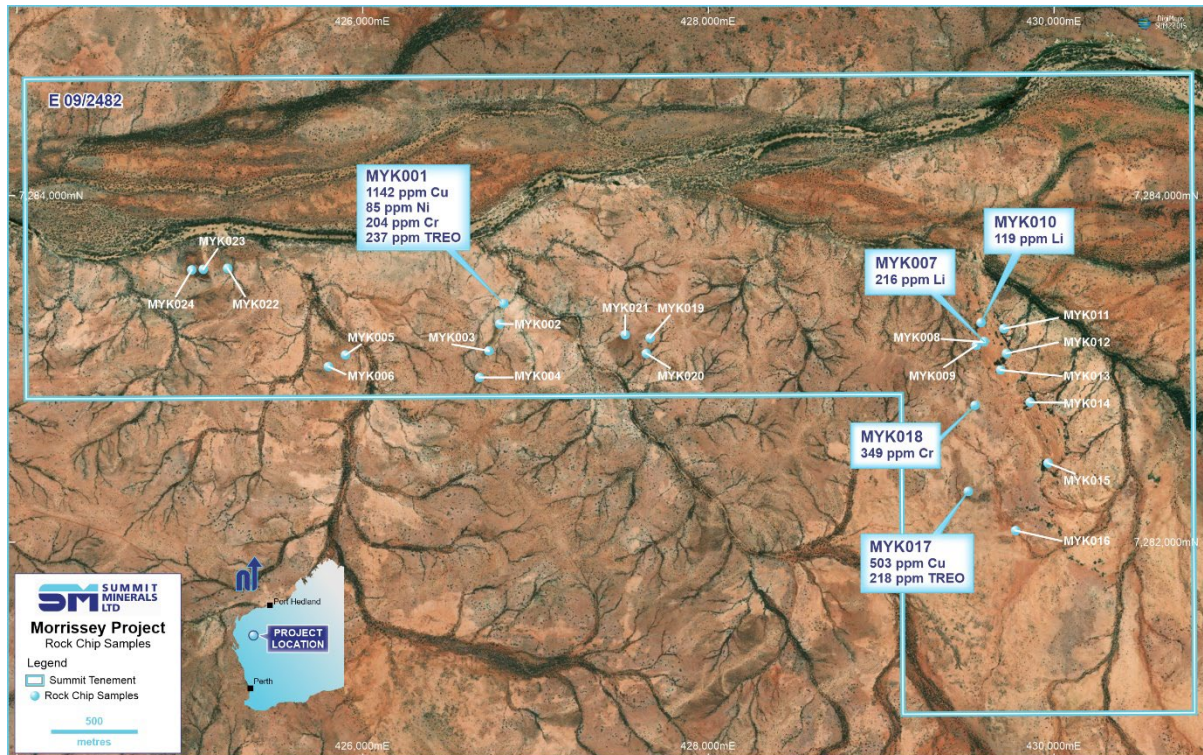 426,000mE
428,000mE
430,000mE
E 09/2482
7,284,000mN
7,284,000mN
MYK001
1142 ppm Cu
85 ppm Ni
204 ppm Cr
237 ppm TREO
MYK010
119 ppm Li
MYK007
216 ppm Li
MYK023
MYK024
MYK022
MYK002
MYK003
MYK004
MYK005
MYK006
MYK021
MYK019
MYK020
MYK008
MYK009
MYK011
MYK012
MYK013
MYK014
MYK018
349 ppm Cr
MYK015
MYK016
MYK017
503 ppm Cu
218 ppm TREO
7,282,000mN
SM SUMMIT
MINERALS
LTD
Morrissey Project
Rock Chip Samples
Legend
Summit Tenement
Rock Chip Samples
500
metres
n
Port Hedland
PROJECT
LOCATION
Perth
426,000mE
428,000mE
430,000mE